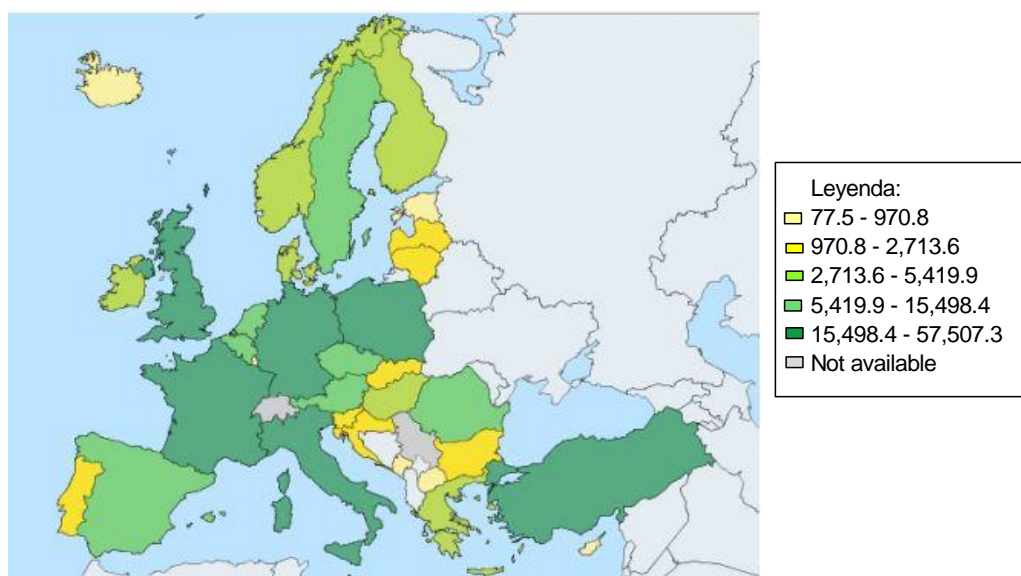 Leyenda:
77.5 - 970.8
970.8 - 2,713.6
2,713.6 - 5,419.9
5,419.9 - 15,498.4
15,498.4 - 57,507.3
Not available